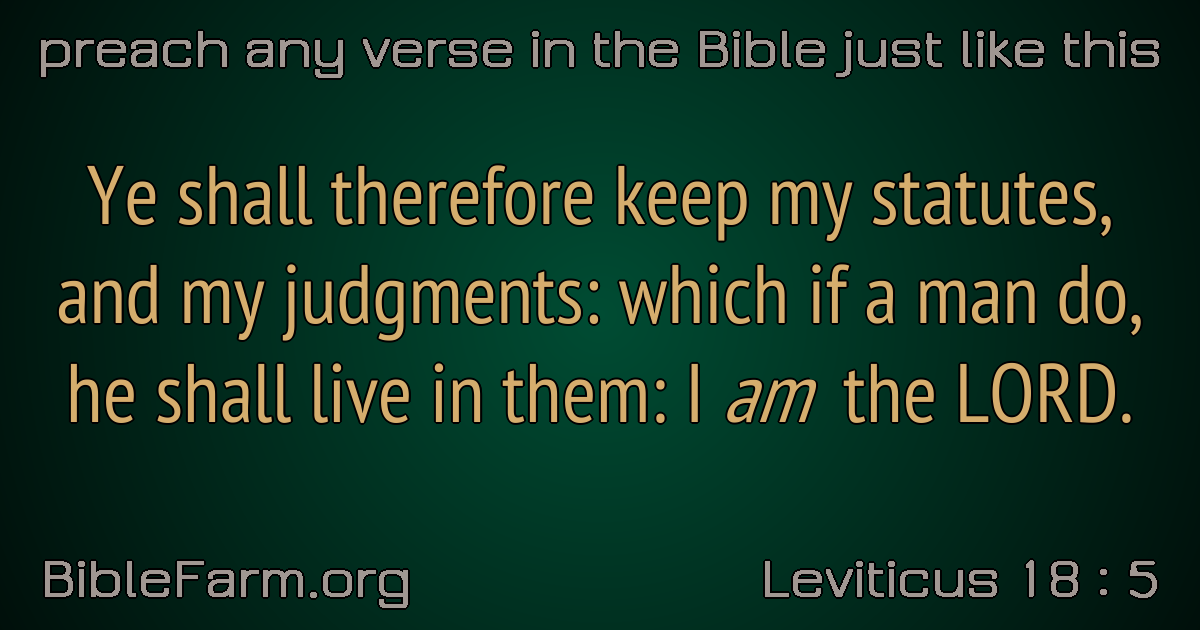 preach any verse in the Bible just like this
Ye shall therefore keep my statutes,
and my judgments: which if a man do,
he shall live in them: I am the LORD.
BibleFarm.org
Leviticus 18 : 5